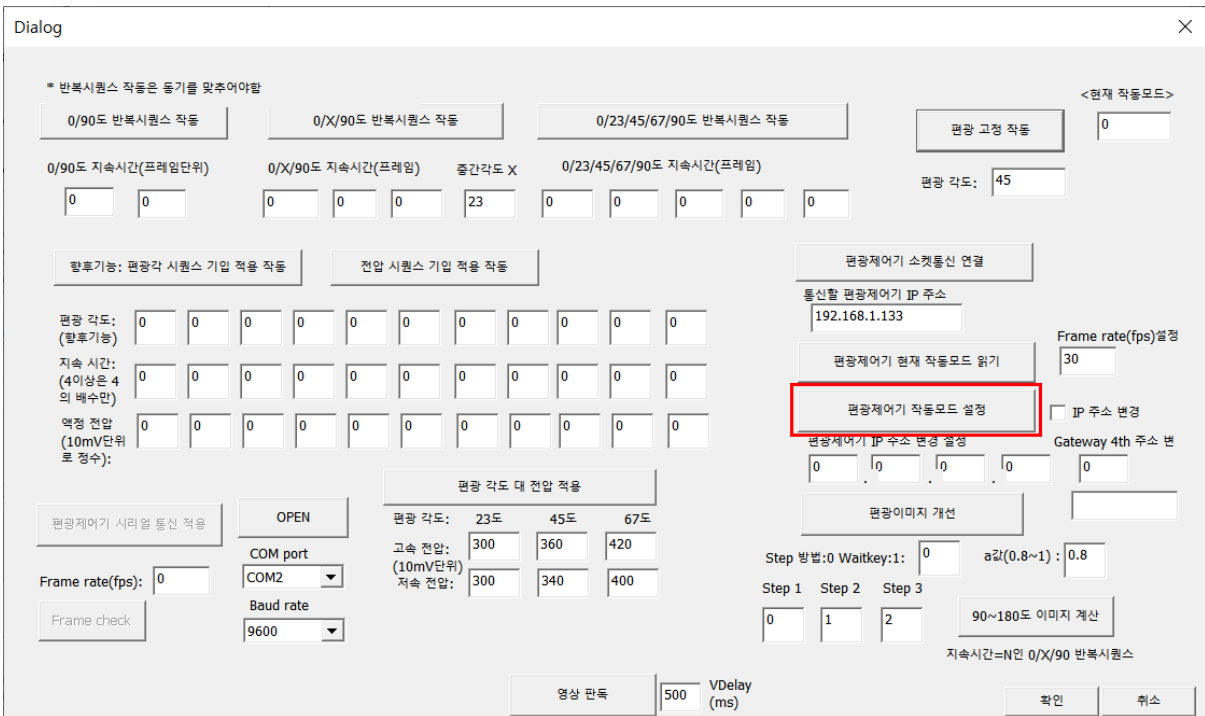 Dialog
* 반복시퀀스 작동은 동기를 맞추어야함
<현재 작동모드>
0/90도 반복시퀀스 작동
0/X/90도 반복시퀀스 작동
0/23/45/67/90도 반복시퀀스 작동
편광 고정 작동
0
0/90도 지속시간(프레임단위)
0/X/90도 지속시간(프레임)
중간각도 X
0/23/45/67/90도 지속시간(프레임)
편광 각도:
45
0 0
0 0 0
23
0 0 0 0 0
향후기능: 편광각 시퀀스 기입 적용 작동
전압 시퀀스 기입 적용 작동
편광제어기 소켓통신 연결
통신할 편광제어기 IP 주소
192.168.1.133
편광 각도:
(향후기능)
0 0 0 0 0 0 0 0 0 0 0
Frame rate(fps)설정
30
편광제어기 현재 작동모드 읽기
지속 시간:
(4이상은 4
의 배수만)
0 0 0 0 0 0 0 0 0 0 0
편광제어기 작동모드 설정
IP 주소 변경
액정 전압
(10mV단위
로 정수):
0 0 0 0 0 0 0 0 0 0 0
편광제어기 IP 주소 변경 설정
Gateway 4th 주소 변
0 . 0 . 0 . 0
0
편광 각도 대 전압 적용
편광이미지 개선
편광제어기 시리얼 통신 적용
OPEN
편광 각도: 23도 45도 67도
고속 전압: 300 360 420
(10mV단위)
저속 전압: 300 340 400
COM port
COM2
Frame rate(fps): 0
Baud rate
9600
Frame check
Step 방법:0 Waitkey:1: 0
a값(0.8~1) : 0.8
Step 1 Step 2 Step 3
0 1 2
90~180도 이미지 계산
지속시간=N인 0/X/90 반복시퀀스
영상 판독
500
VDelay
(ms)
확인
취소